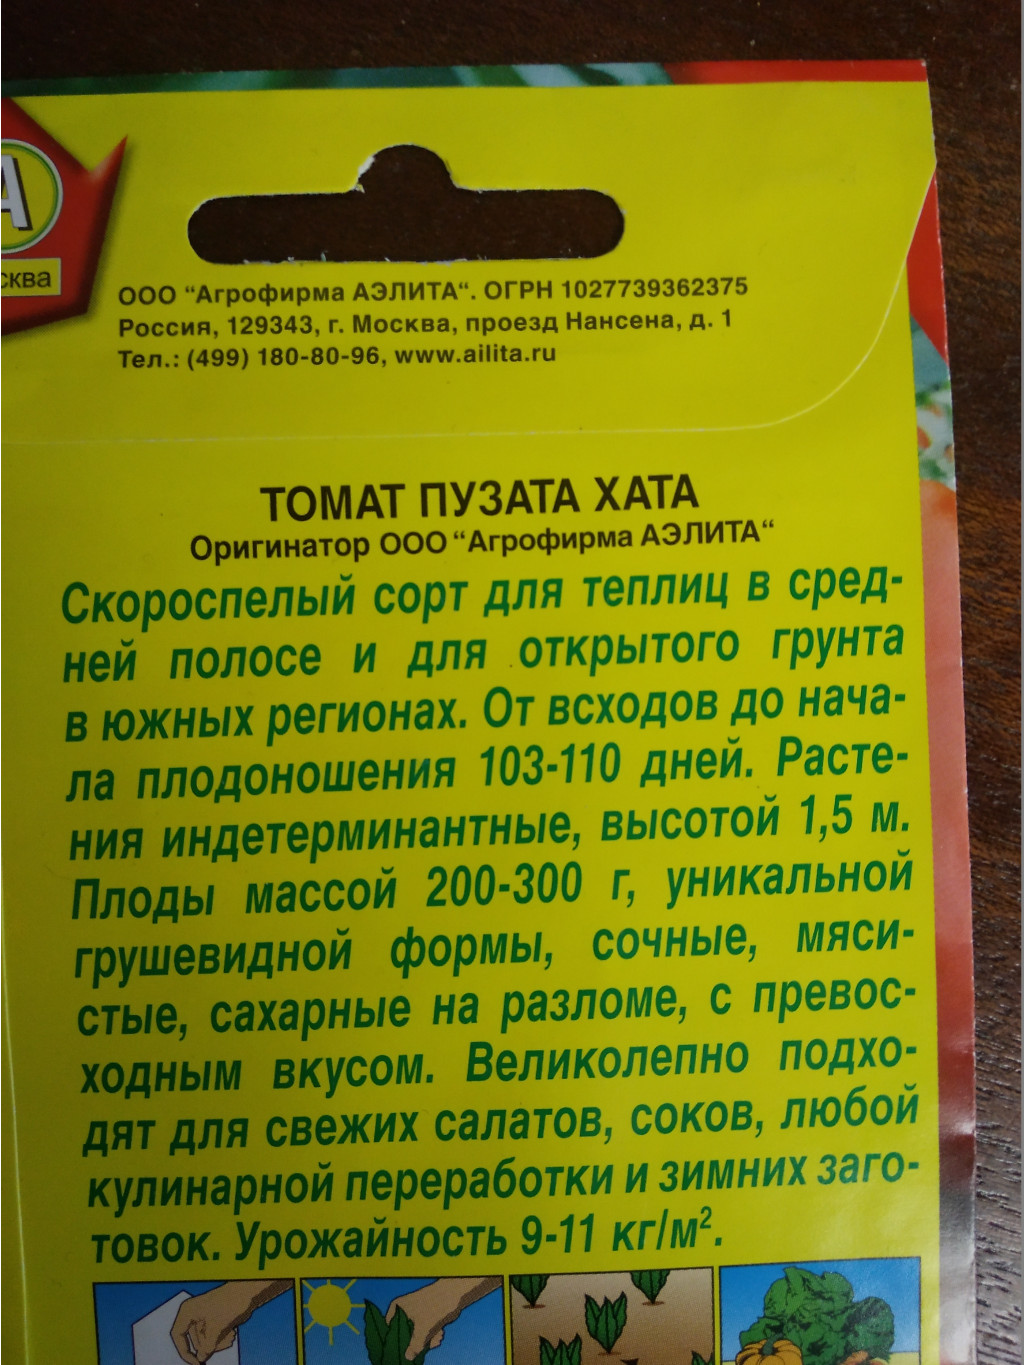 А
сква
ООО “Агрофирма АЭЛИТА“. ОГРН 1027739362375
Россия, 129343, г. Москва, проезд Нансена, д. 1
Тел.: (499) 180-80-96, www.ailita.ru
ТОМАТ ПУЗАТА ХАТА
Оригинатор ООО “Агрофирма АЭЛИТА“
Скороспелый сорт для теплиц в сред-
ней полосе и для открытого грунта
в южных регионах. От всходов до нача-
ла плодоношения 103-110 дней. Расте-
ния индетерминантные, высотой 1,5 м.
Плоды массой 200-300 г, уникальной
грушевидной формы, сочные, мяси-
стые, сахарные на разломе, с превос-
ходным вкусом. Великолепно подхо-
дят для свежих салатов, соков, любой
кулинарной переработки и зимних заго-
товок. Урожайность 9-11 кг/м².